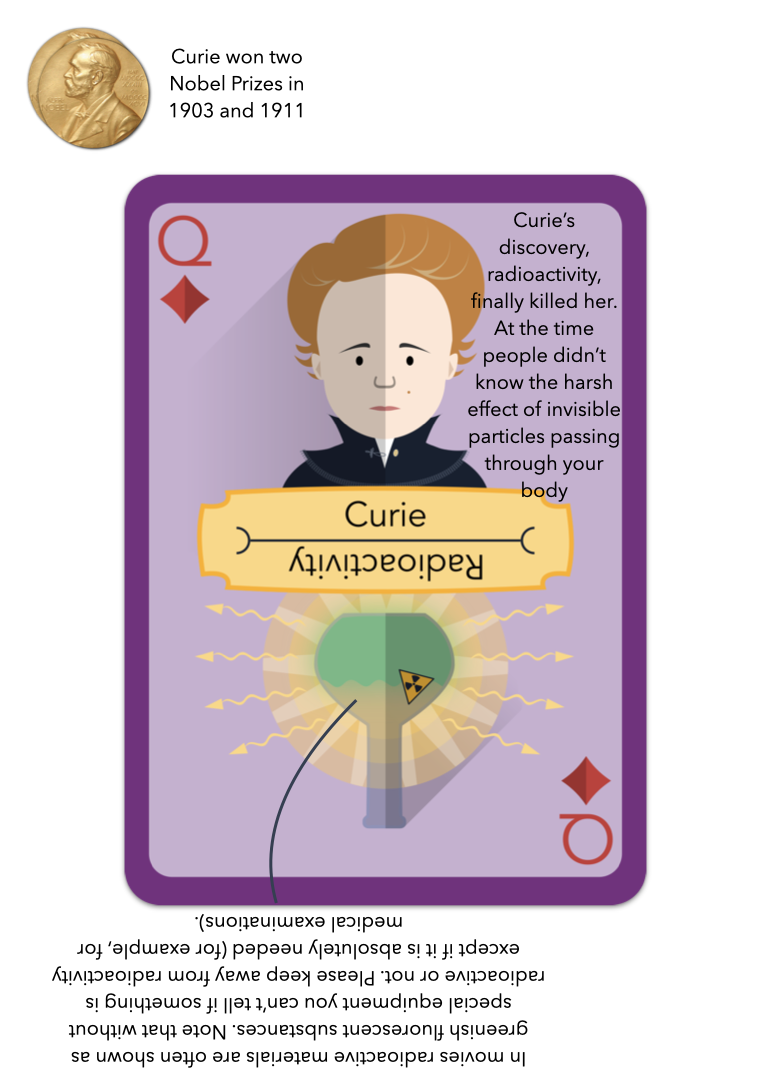 Curie won two
Nobel Prizes in
1903 and 1911
Q
Curie’s
discovery,
radioactivity,
finally killed her.
At the time
people didn’t
know the harsh
effect of invisible
particles passing
through your
body
Curie
Radioactivity
Q
In movies radioactive materials are often shown as
greenish fluorescent substances. Note that without
special equipment you can’t tell if something is
radioactive or not. Please keep away from radioactivity
except if it is absolutely needed (for example, for
medical examinations).